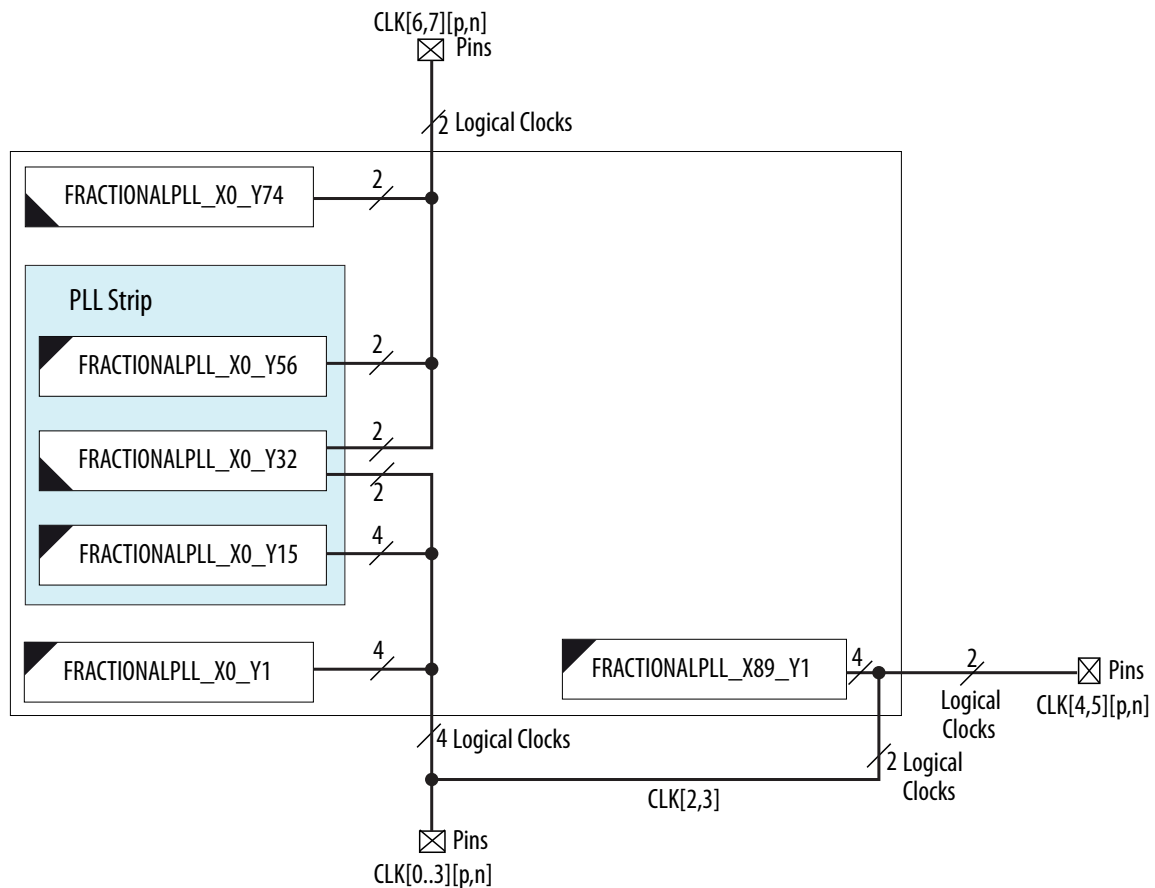 CLK[6,7][p,n]
Pins
2 Logical Clocks
FRACTIONALPLL_X0_Y74
2
PLL Strip
FRACTIONALPLL_X0_Y56
2
FRACTIONALPLL_X0_Y32
2
2
FRACTIONALPLL_X0_Y15
4
FRACTIONALPLL_X0_Y1
4
FRACTIONALPLL_X89_Y1
4
2
Logical
Clocks
Pins
CLK[4,5][p,n]
4 Logical Clocks
2 Logical
Clocks
CLK[2,3]
Pins
CLK[0..3][p,n]